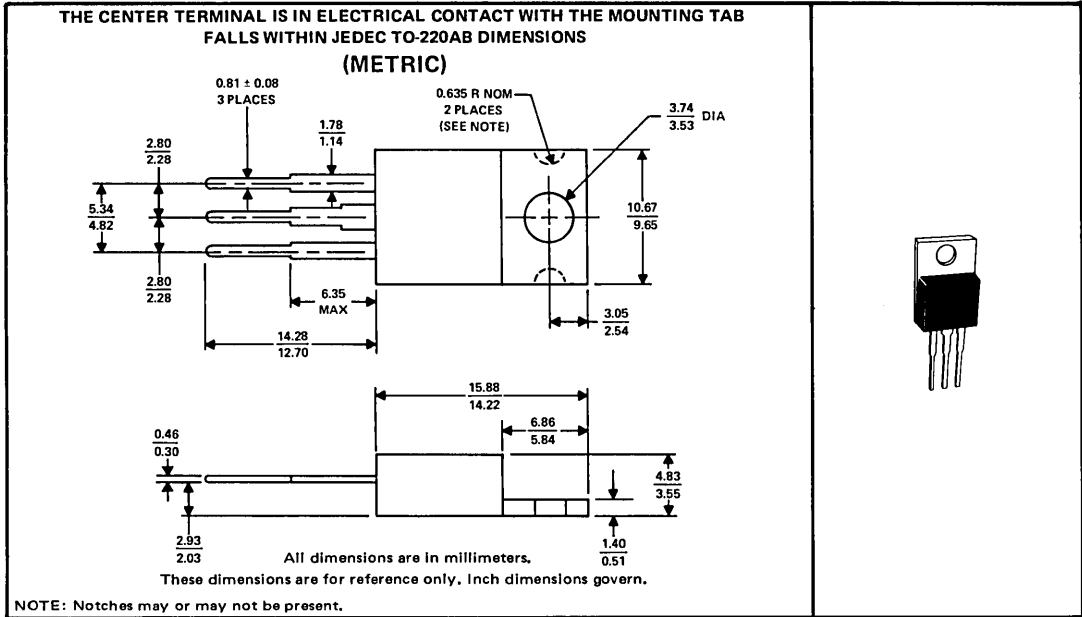 THE CENTER TERMINAL IS IN ELECTRICAL CONTACT WITH THE MOUNTING TAB
FALLS WITHIN JEDEC TO-220AB DIMENSIONS
(METRIC)
0.81 ± 0.08
3 PLACES
0.635 R NOM
2 PLACES
(SEE NOTE)
3.74
3.53
DIA
1.78
1.14
2.80
2.28
5.34
4.82
10.67
9.65
2.80
2.28
6.35
MAX
3.05
2.54
14.28
12.70
15.88
14.22
6.86
5.84
0.46
0.30
4.83
3.55
2.93
2.03
1.40
0.51
All dimensions are in millimeters.
These dimensions are for reference only. Inch dimensions govern.
NOTE: Notches may or may not be present.